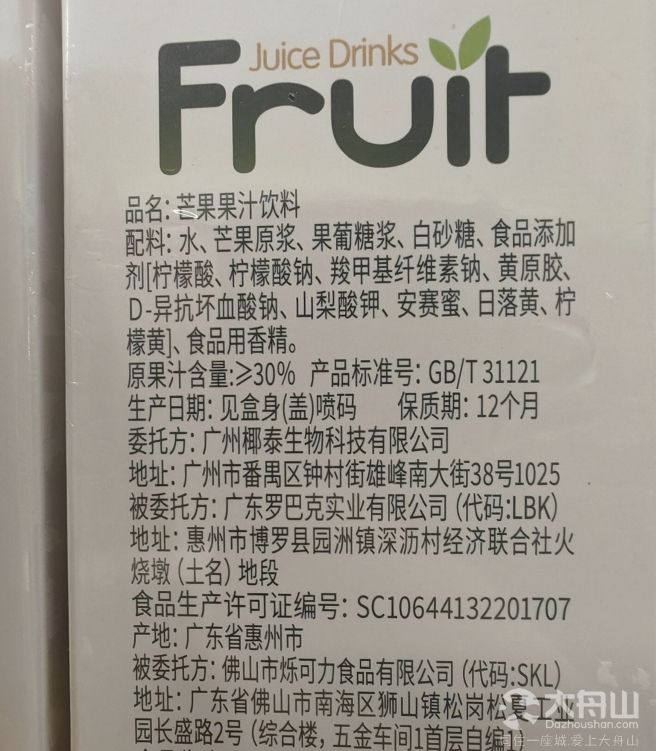 Juice Drinks
Fruit
品名：芒果果汁饮料
配料：水、芒果原浆、果葡糖浆、白砂糖、食品添加
剂[柠檬酸、柠檬酸钠、羧甲基纤维素钠、黄原胶、
D-异抗坏血酸钠、山梨酸钾、安赛蜜、日落黄、柠
檬黄]、食品用香精。
原果汁含量:≥30% 产品标准号：GB/T 31121
生产日期：见盒身(盖)喷码 保质期：12个月
委托方：广州椰泰生物科技有限公司
地址：广州市番禺区钟村街雄峰南大街38号1025
被委托方：广东罗巴克实业有限公司（代码:LBK）
地址：惠州市博罗县园洲镇深沥村经济联合社火
烧墩（土名）地段
食品生产许可证编号：SC10644132201707
产地：广东省惠州市
被委托方：佛山市烁可力食品有限公司（代码:SKL）
地址：广东省佛山市南海区狮山镇松岗松夏工业
园长盛路2号（综合楼，五金车间1首层自编
大舟山
Dazhoushan.com
一座城 爱上大舟山